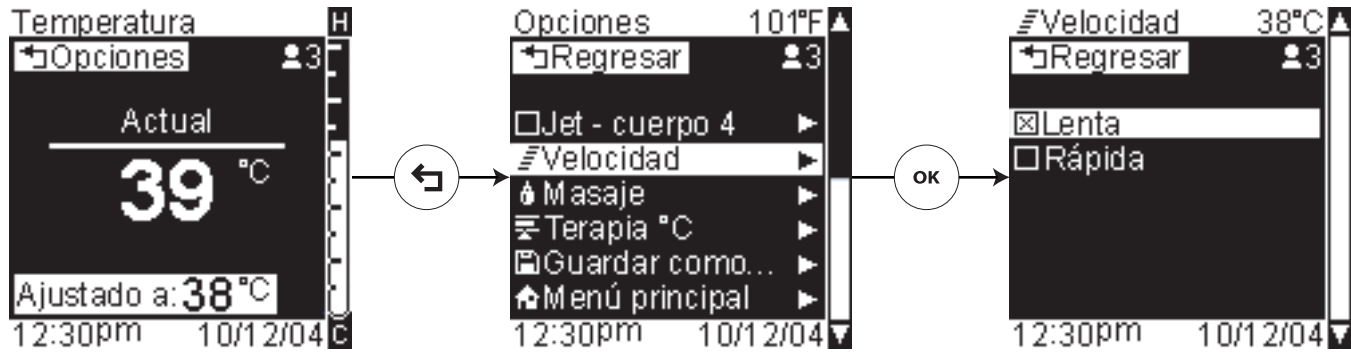 Temperatura H
Opciones 3
Actual
39 °C
Ajustado a: 38 °C
12:30pm 10/12/04 C
Opciones 101°F
Regresar 3
Jet - cuerpo 4
Velocidad
Masaje
Terapia °C
Guardar como...
Menú principal
12:30pm 10/12/04
OK
Velocidad 38°C
Regresar 3
Lenta
Rápida
12:30pm 10/12/04